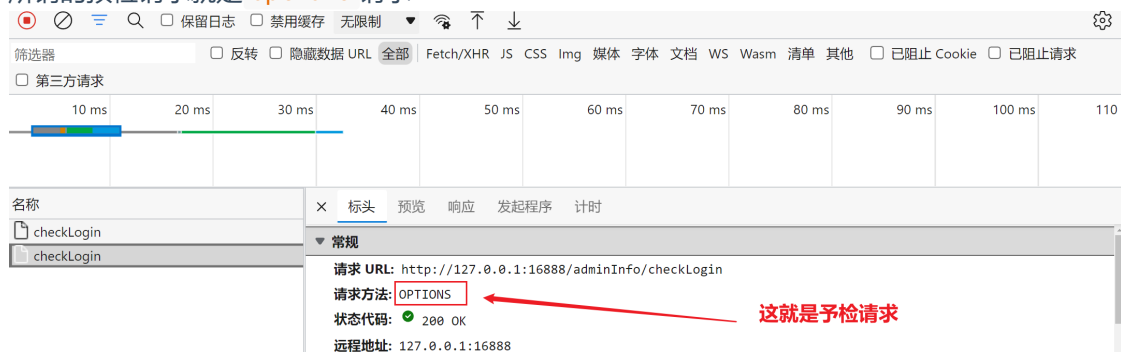 保留日志 禁用缓存 无限制
筛选器 反转 隐藏数据 URL 全部 Fetch/XHR JS CSS Img 媒体 字体 文档 WS Wasm 清单 其他 已阻止 Cookie 已阻止请求
第三方请求
10 ms 20 ms 30 ms 40 ms 50 ms 60 ms 70 ms 80 ms 90 ms 100 ms 110
名称 × 标头 预览 响应 发起程序 计时
checkLogin
▼ 常规
checkLogin
请求 URL: http://127.0.0.1:16888/adminInfo/checkLogin
请求方法: OPTIONS
这就是予检请求
状态代码: 200 OK
远程地址: 127.0.0.1:16888